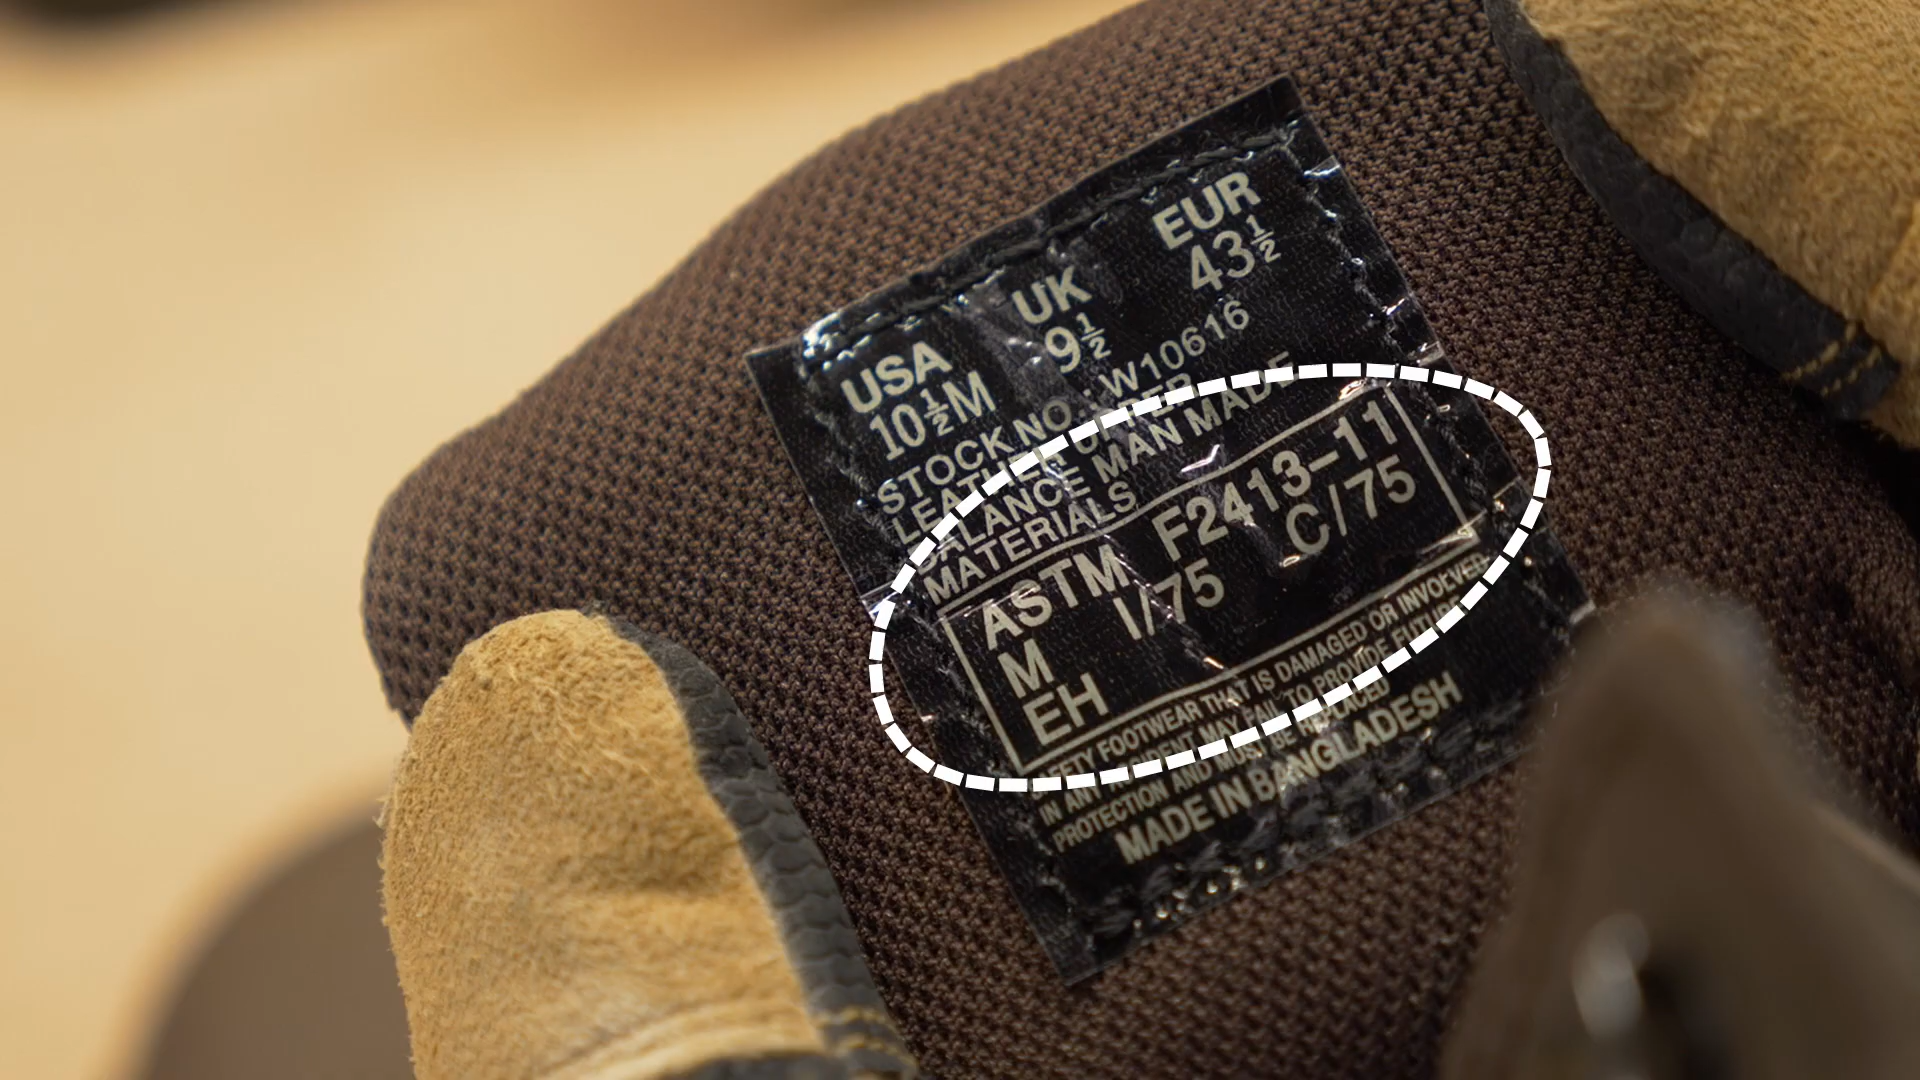 USA UK EUR
10½M 9½ 43½
STOCK NO.: W10616
LEATHER UPPER
BALANCE MAN MADE
MATERIALS
ASTM F2413-11
M I/75 C/75
EH
SAFETY FOOTWEAR THAT IS DAMAGED OR INVOLVED
IN ANY ACCIDENT MAY FAIL TO PROVIDE FUTURE
PROTECTION AND MUST BE REPLACED
MADE IN BANGLADESH